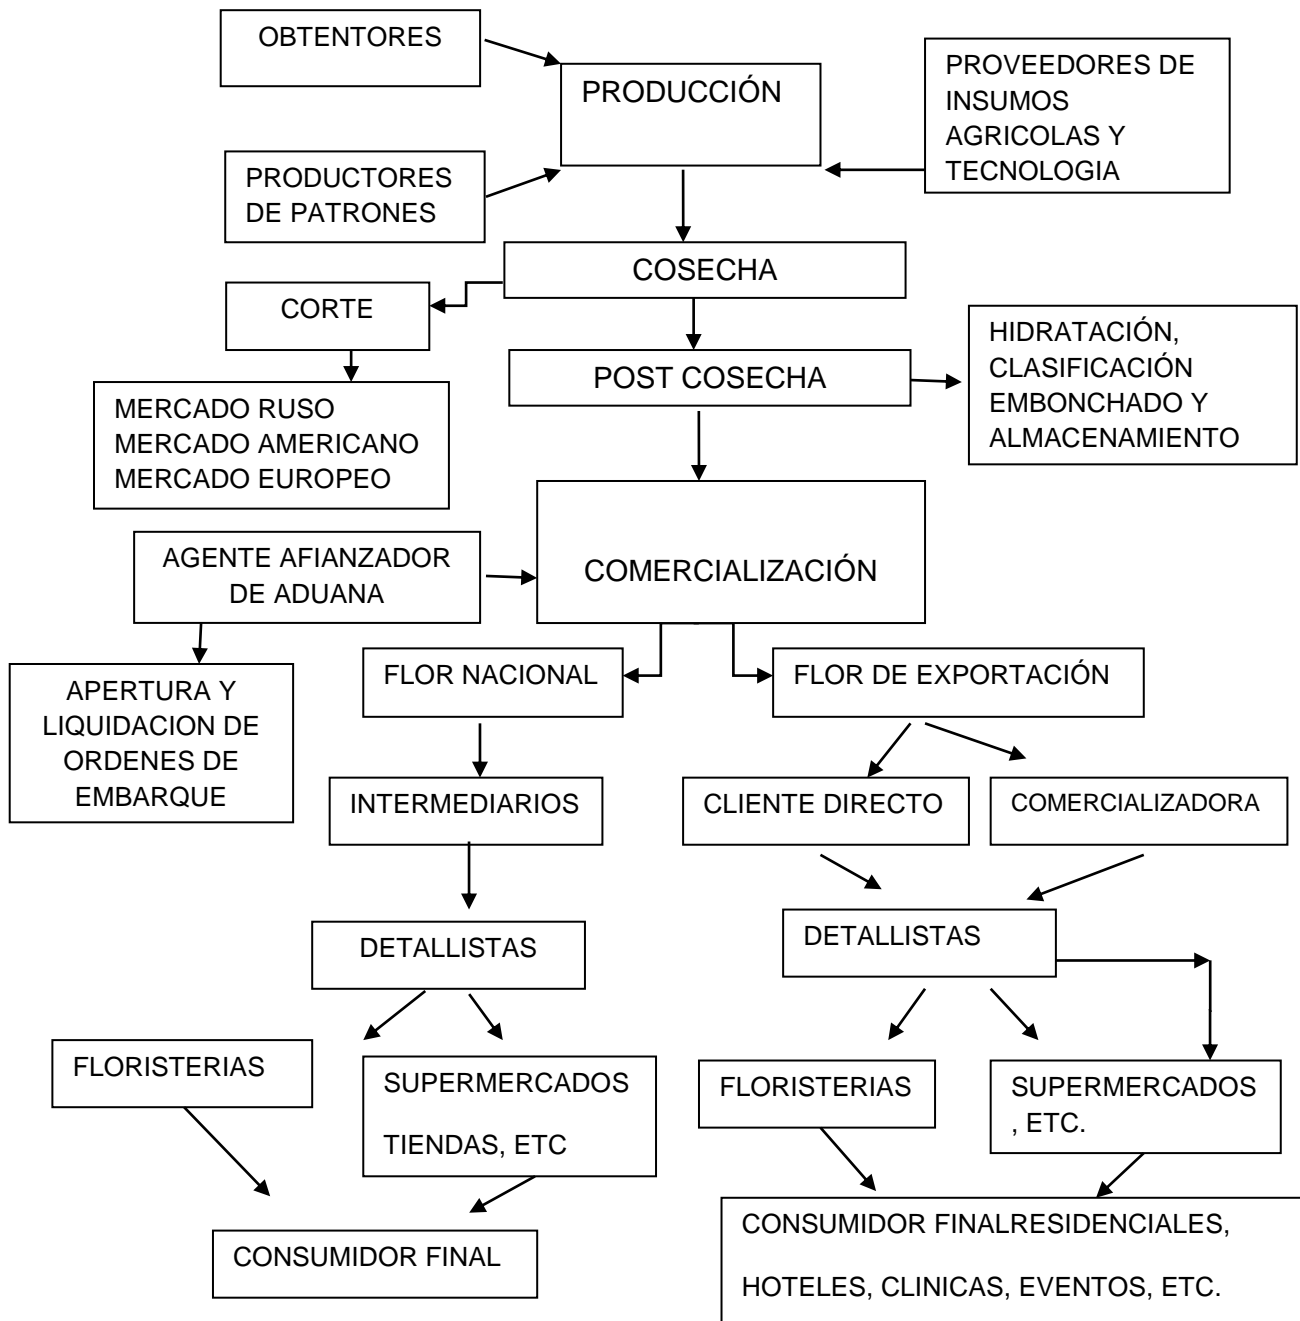 OBTENTORES
PRODUCCIÓN
PROVEEDORES DE
INSUMOS
AGRICOLAS Y
TECNOLOGIA
PRODUCTORES
DE PATRONES
COSECHA
CORTE
HIDRATACIÓN,
CLASIFICACIÓN
EMBONCHADO Y
ALMACENAMIENTO
POST COSECHA
MERCADO RUSO
MERCADO AMERICANO
MERCADO EUROPEO
AGENTE AFIANZADOR
DE ADUANA
COMERCIALIZACIÓN
FLOR NACIONAL
FLOR DE EXPORTACIÓN
APERTURA Y
LIQUIDACION DE
ORDENES DE
EMBARQUE
INTERMEDIARIOS
CLIENTE DIRECTO
COMERCIALIZADORA
DETALLISTAS
DETALLISTAS
FLORISTERIAS
SUPERMERCADOS
TIENDAS, ETC
FLORISTERIAS
SUPERMERCADOS
, ETC.
CONSUMIDOR FINAL
CONSUMIDOR FINALRESIDENCIALES,
HOTELES, CLINICAS, EVENTOS, ETC.